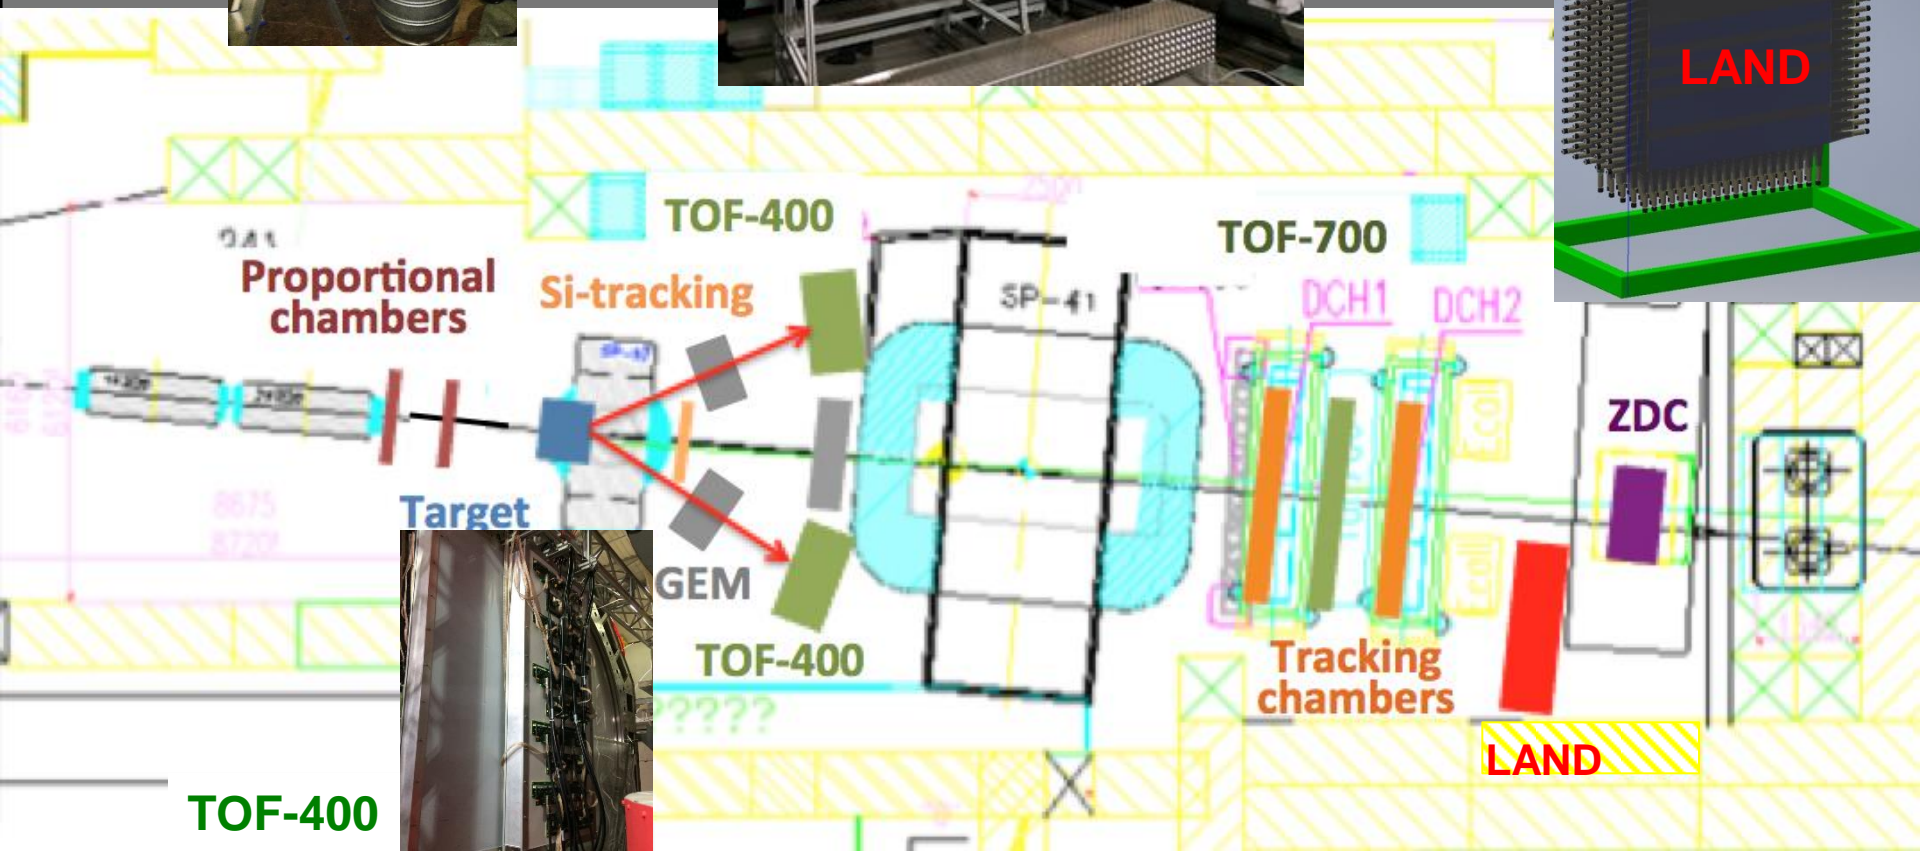 LAND
TOF-400
TOF-700
Proportional
chambers
Si-tracking
SP-41
DCH1
DCH2
ZDC
Target
8675
GEM
TOF-400
Tracking
chambers
?????
LAND
TOF-400